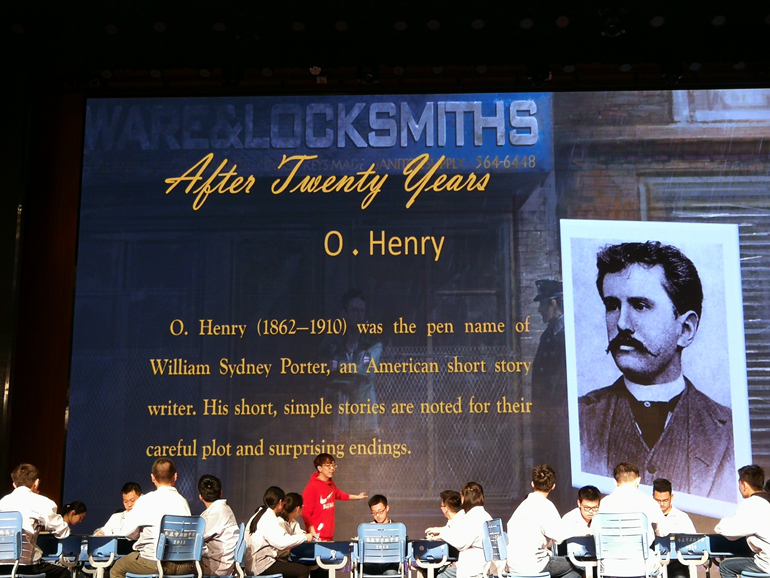 WARE&LOCKSMITHS
564-6448
After Twenty Years
O . Henry
O. Henry (1862—1910) was the pen name of
William Sydney Porter, an American short story
writer. His short, simple stories are noted for their
careful plot and surprising endings.